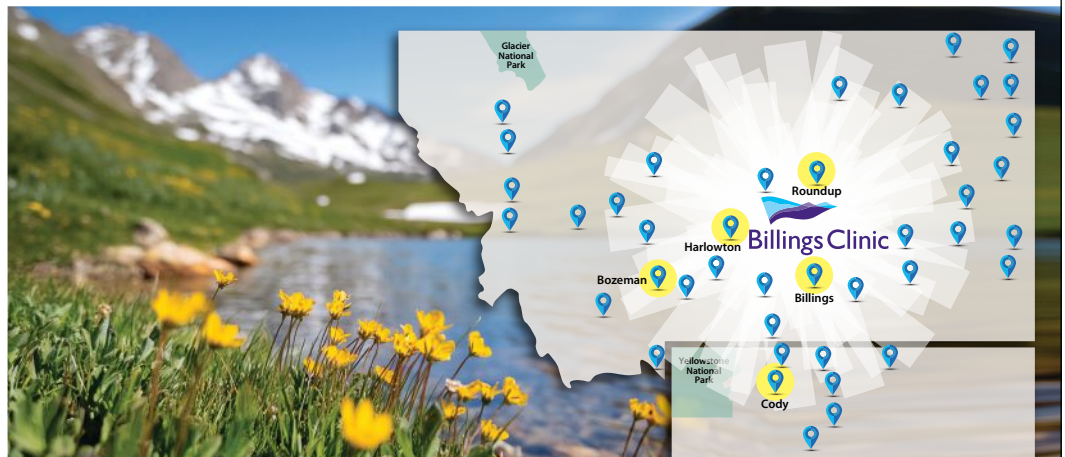 Glacier
National
Park
Roundup
Harlowton
Billings Clinic
Bozeman
Billings
Yellowstone
National
Park
Cody